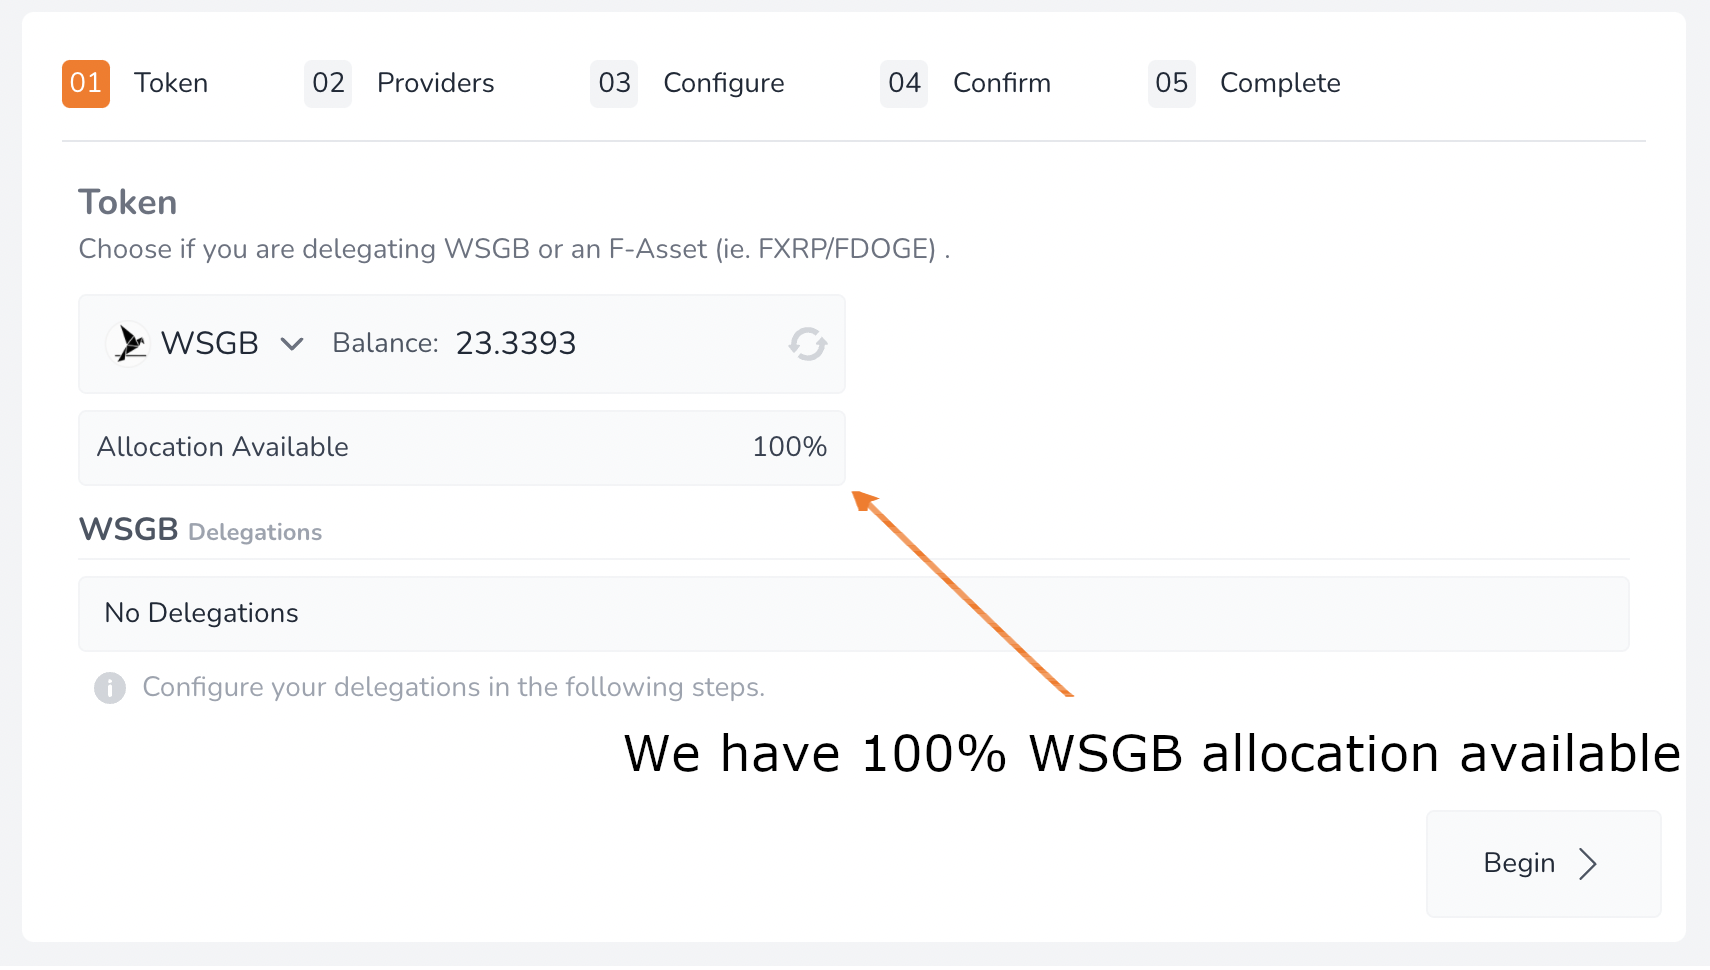 01 Token 02 Providers 03 Configure 04 Confirm 05 Complete
Token
Choose if you are delegating WSGB or an F-Asset (ie. FXRP/FDOGE) .
WSGB Balance: 23.3393
Allocation Available 100%
WSGB Delegations
No Delegations
Configure your delegations in the following steps.
We have 100% WSGB allocation available
Begin